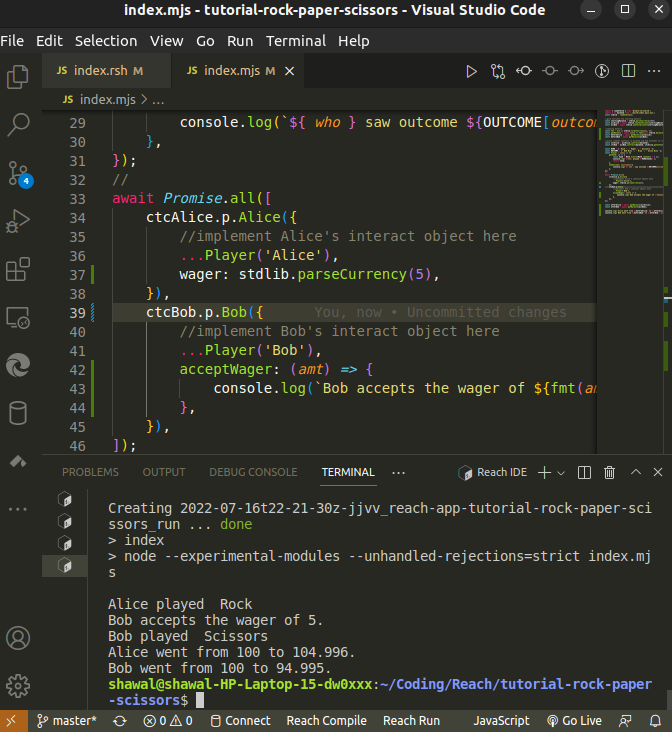 index.mjs - tutorial-rock-paper-scissors - Visual Studio Code
File Edit Selection View Go Run Terminal Help
JS index.rsh M JS index.mjs M
JS index.mjs > ...
29 console.log(`${ who } saw outcome ${OUTCOME[outcom
30 },
31 });
32 //
33 await Promise.all([
34 ctcAlice.p.Alice({
35 //implement Alice's interact object here
36 ...Player('Alice'),
37 wager: stdlib.parseCurrency(5),
38 }),
39 ctcBob.p.Bob({ You, now • Uncommitted changes
40 //implement Bob's interact object here
41 ...Player('Bob'),
42 acceptWager: (amt) => {
43 console.log(`Bob accepts the wager of ${fmt(am
44 },
45 }),
46 ]);
4
PROBLEMS OUTPUT DEBUG CONSOLE TERMINAL ... Reach IDE
Creating 2022-07-16t22-21-30z-jjvv_reach-app-tutorial-rock-paper-sci
ssors_run ... done
> index
> node --experimental-modules --unhandled-rejections=strict index.mj
s
Alice played  Rock
Bob accepts the wager of 5.
Bob played  Scissors
Alice went from 100 to 104.996.
Bob went from 100 to 94.995.
shawal@shawal-HP-Laptop-15-dw0xxx:~/Coding/Reach/tutorial-rock-paper
-scissors$
master* 0 0 Connect Reach Compile Reach Run JavaScript Go Live